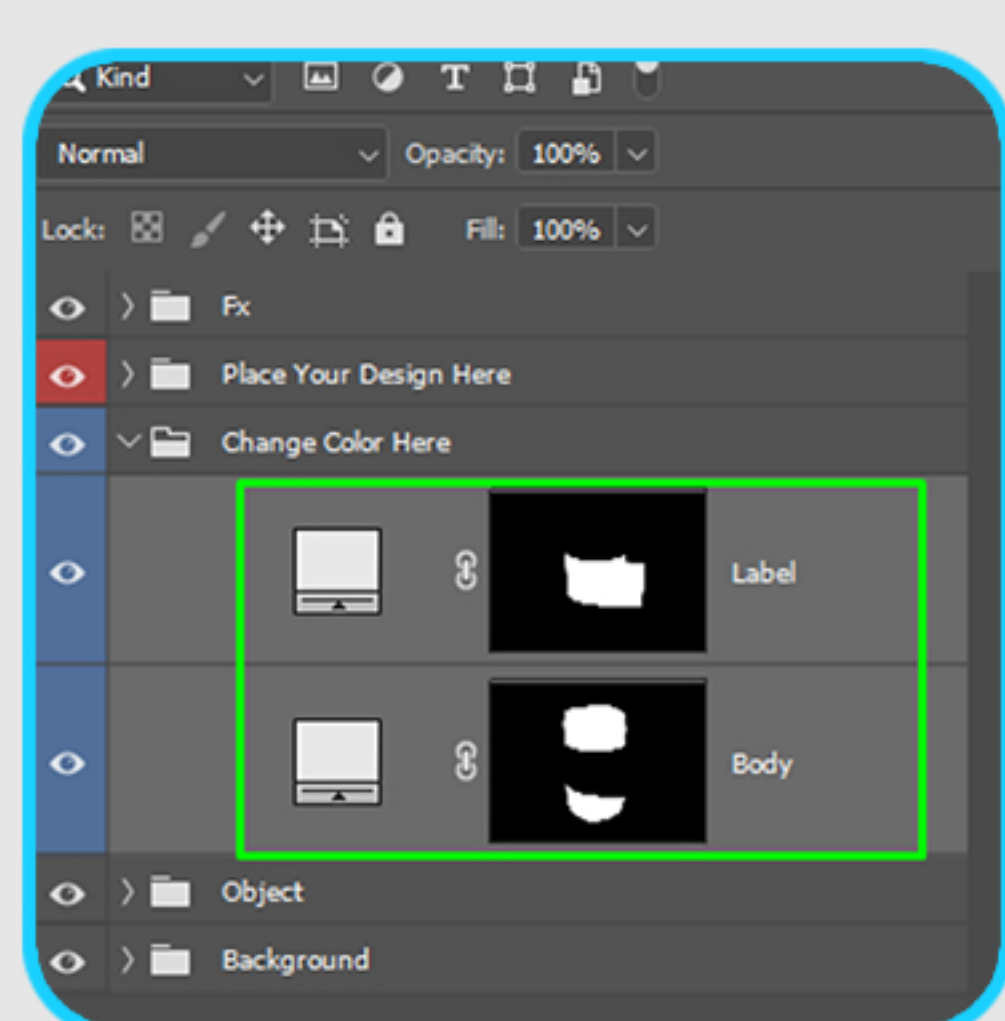 Kind
Normal Opacity: 100%
Lock: Fill: 100%
Fx
Place Your Design Here
Change Color Here
Label
Body
Object
Background